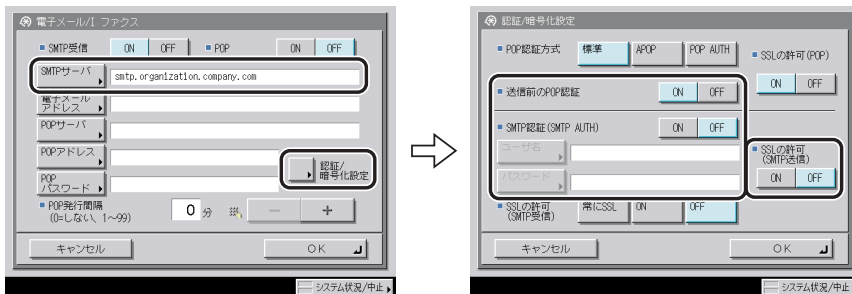 電子メール/I ファクス
SMTP受信 ON OFF POP ON OFF
SMTPサーバ smtp.organization.company.com
電子メール
アドレス
POPサーバ
POPアドレス
POP
パスワード
認証/
暗号化設定
POP発行間隔
(0=しない、1~99)
0 分 - +
キャンセル OK
システム状況/中止
認証/暗号化設定
POP認証方式 標準 APOP POP AUTH
SSLの許可(POP)
ON OFF
送信前のPOP認証 ON OFF
SMTP認証(SMTP AUTH) ON OFF
ユーザ名
パスワード
SSLの許可
(SMTP送信)
ON OFF
SSLの許可
(SMTP受信)
常にSSL ON OFF
キャンセル OK
システム状況/中止